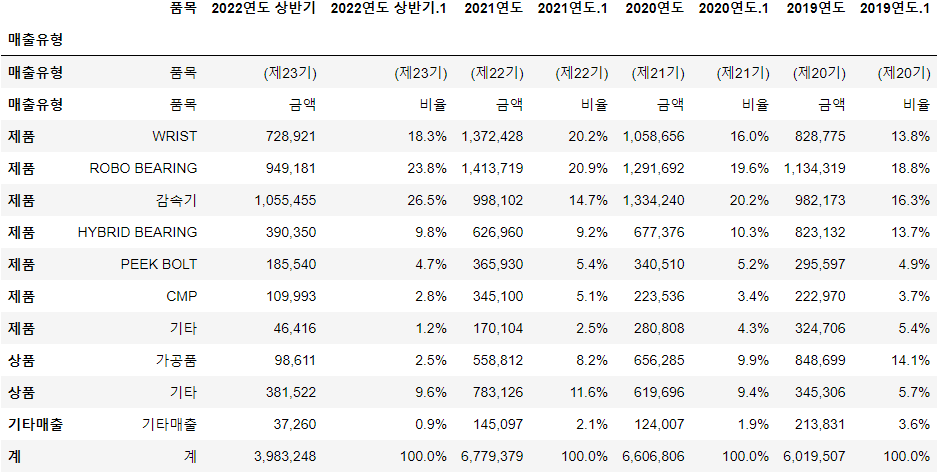 품목 2022연도 상반기 2022연도 상반기.1 2021연도 2021연도.1 2020연도 2020연도.1 2019연도 2019연도.1
매출유형
매출유형 품목 (제23기) (제23기) (제22기) (제22기) (제21기) (제21기) (제20기) (제20기)
매출유형 품목 금액 비율 금액 비율 금액 비율 금액 비율
제품 WRIST 728,921 18.3% 1,372,428 20.2% 1,058,656 16.0% 828,775 13.8%
제품 ROBO BEARING 949,181 23.8% 1,413,719 20.9% 1,291,692 19.6% 1,134,319 18.8%
제품 감속기 1,055,455 26.5% 998,102 14.7% 1,334,240 20.2% 982,173 16.3%
제품 HYBRID BEARING 390,350 9.8% 626,960 9.2% 677,376 10.3% 823,132 13.7%
제품 PEEK BOLT 185,540 4.7% 365,930 5.4% 340,510 5.2% 295,597 4.9%
제품 CMP 109,993 2.8% 345,100 5.1% 223,536 3.4% 222,970 3.7%
제품 기타 46,416 1.2% 170,104 2.5% 280,808 4.3% 324,706 5.4%
상품 가공품 98,611 2.5% 558,812 8.2% 656,285 9.9% 848,699 14.1%
상품 기타 381,522 9.6% 783,126 11.6% 619,696 9.4% 345,306 5.7%
기타매출 기타매출 37,260 0.9% 145,097 2.1% 124,007 1.9% 213,831 3.6%
계 계 3,983,248 100.0% 6,779,379 100.0% 6,606,806 100.0% 6,019,507 100.0%